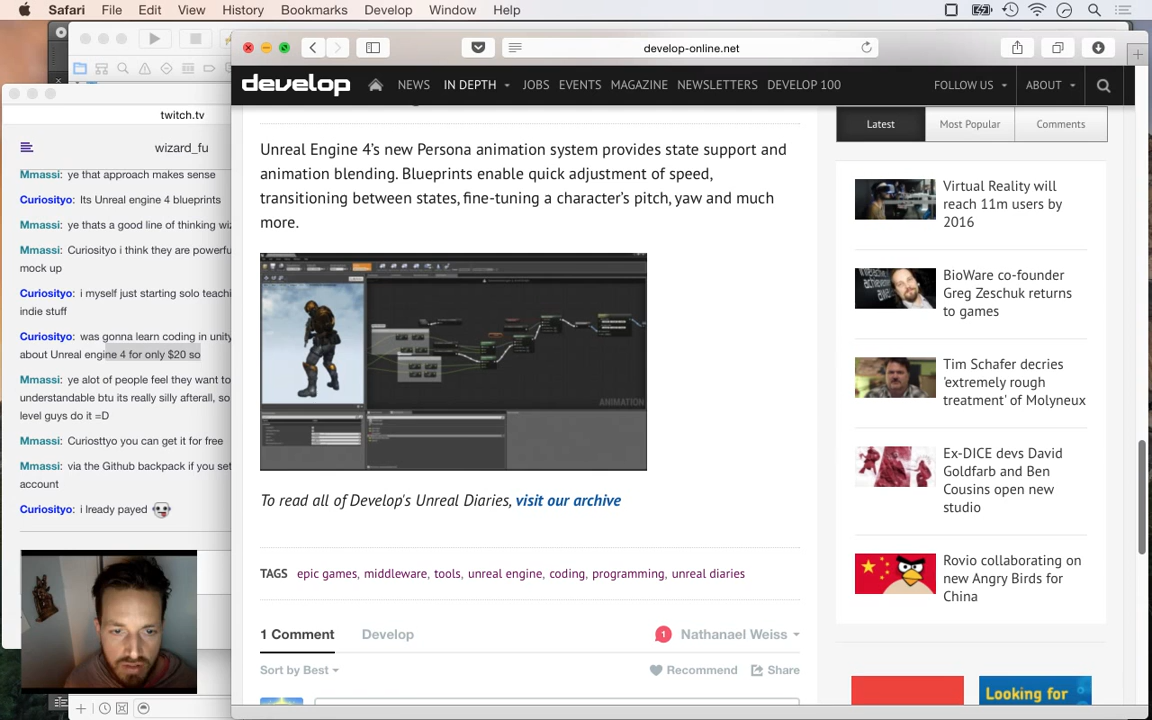 Safari File Edit View History Bookmarks Develop Window Help
develop-online.net
twitch.tv
wizard_fu
Mmassi: ye that approach makes sense
Curiosityo: Its Unreal engine 4 blueprints
Mmassi: ye thats a good line of thinking wiz
Mmassi: Curiosityo i think they are powerfu
mock up
Curiosityo: i myself just starting solo teachi
indie stuff
Curiosityo: was gonna learn coding in unity
about Unreal engine 4 for only $20 so
Mmassi: ye alot of people feel they want to
understandable btu its really silly afterall, so
level guys do it =D
Mmassi: Curiosttyo you can get it for free
Mmassi: via the Github backpack if you set
account
Curiosityo: i lready payed
develop NEWS IN DEPTH JOBS EVENTS MAGAZINE NEWSLETTERS DEVELOP 100 FOLLOW US ABOUT
Unreal Engine 4's new Persona animation system provides state support and
animation blending. Blueprints enable quick adjustment of speed,
transitioning between states, fine-tuning a character's pitch, yaw and much
more.
ANIMATION
To read all of Develop's Unreal Diaries, visit our archive
TAGS epic games, middleware, tools, unreal engine, coding, programming, unreal diaries
1 Comment Develop 1 Nathanael Weiss
Sort by Best Recommend Share
Latest Most Popular Comments
Virtual Reality will
reach 11m users by
2016
BioWare co-founder
Greg Zeschuk returns
to games
Tim Schafer decries
'extremely rough
treatment' of Molyneux
Ex-DICE devs David
Goldfarb and Ben
Cousins open new
studio
Rovio collaborating on
new Angry Birds for
China
Looking for